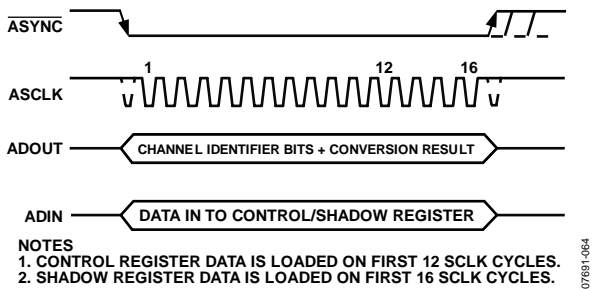 ASYNC
1 12 16
ASCLK
ADOUT
CHANNEL IDENTIFIER BITS + CONVERSION RESULT
ADIN
DATA IN TO CONTROL/SHADOW REGISTER
NOTES
1. CONTROL REGISTER DATA IS LOADED ON FIRST 12 SCLK CYCLES.
2. SHADOW REGISTER DATA IS LOADED ON FIRST 16 SCLK CYCLES.
07691-064